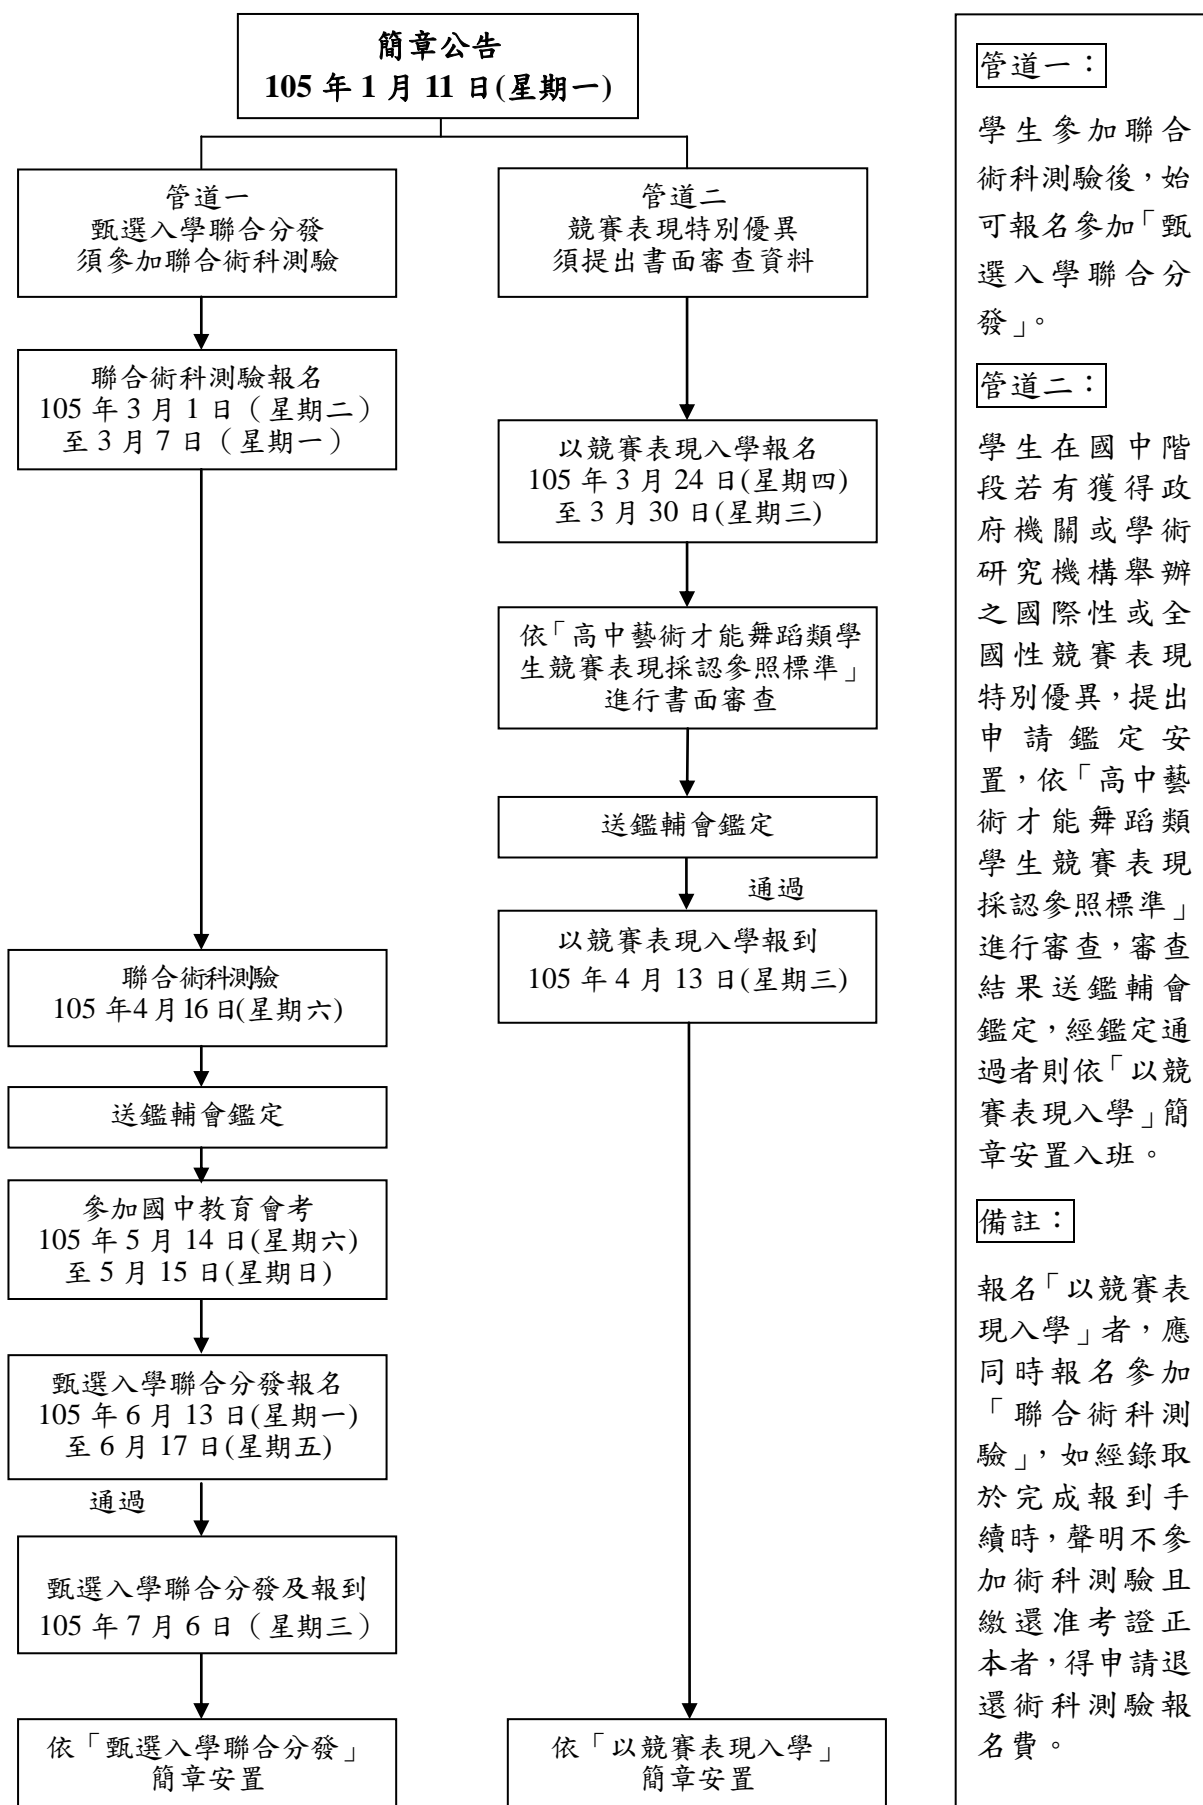 簡章公告
105 年 1 月 11 日(星期一)
管道一
甄選入學聯合分發
須參加聯合術科測驗
聯合術科測驗報名
105 年 3 月 1 日（星期二）
至 3 月 7 日（星期一）
聯合術科測驗
105 年4 月16 日(星期六)
送鑑輔會鑑定
參加國中教育會考
105 年 5 月 14 日(星期六)
至 5 月 15 日(星期日)
甄選入學聯合分發報名
105 年 6 月 13 日(星期一)
至 6 月 17 日(星期五)
通過
甄選入學聯合分發及報到
105 年 7 月 6 日（星期三）
依「甄選入學聯合分發」
簡章安置
管道二
競賽表現特別優異
須提出書面審查資料
以競賽表現入學報名
105 年 3 月 24 日(星期四)
至 3 月 30 日(星期三)
依「高中藝術才能舞蹈類學
生競賽表現採認參照標準」
進行書面審查
送鑑輔會鑑定
通過
以競賽表現入學報到
105 年 4 月 13 日(星期三)
依「以競賽表現入學」
簡章安置
管道一：
學生參加聯合
術科測驗後，始
可報名參加「甄
選入學聯合分
發」。
管道二：
學生在國中階
段若有獲得政
府機關或學術
研究機構舉辦
之國際性或全
國性競賽表現
特別優異，提出
申請鑑定安
置，依「高中藝
術才能舞蹈類
學生競賽表現
採認參照標準」
進行審查，審查
結果送鑑輔會
鑑定，經鑑定通
過者則依「以競
賽表現入學」簡
章安置入班。
備註：
報名「以競賽表
現入學」者，應
同時報名參加
「聯合術科測
驗」，如經錄取
於完成報到手
續時，聲明不參
加術科測驗且
繳還准考證正
本者，得申請退
還術科測驗報
名費。